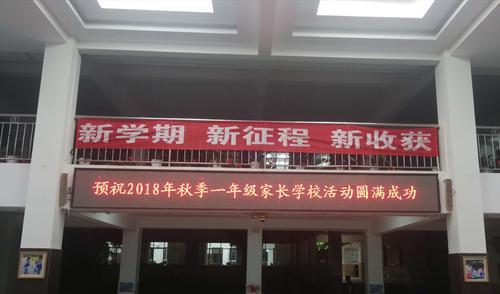 新学期 新征程 新收获
预祝2018年秋季一年级家长学校活动圆满成功